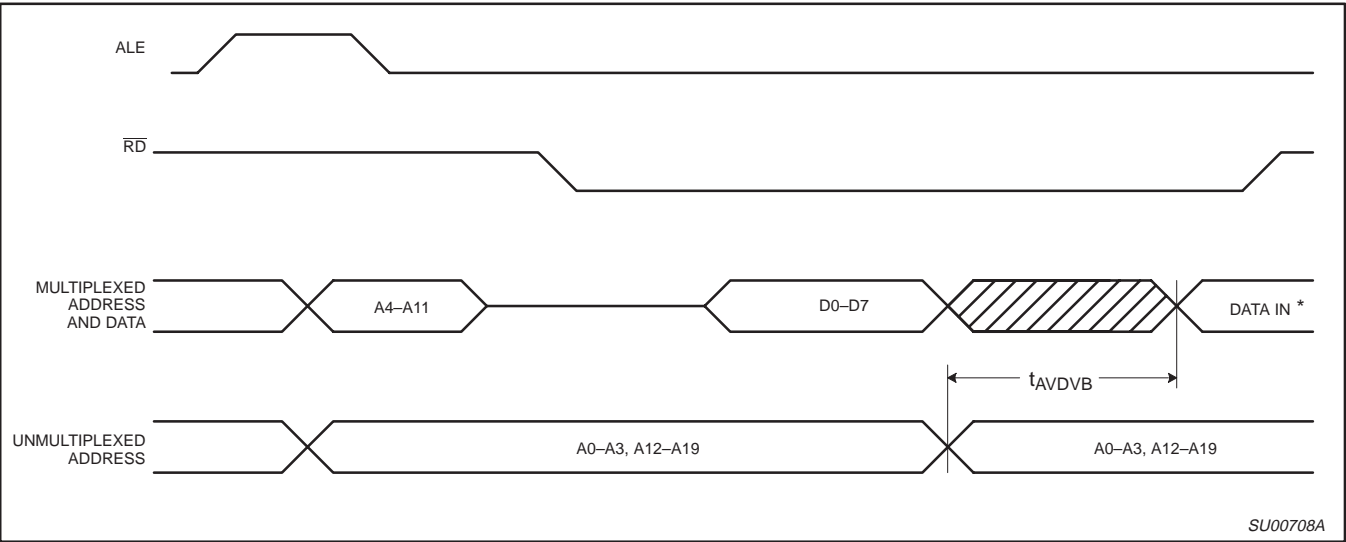 ALE
RD
MULTIPLEXED
ADDRESS
AND DATA
A4–A11
D0–D7
DATA IN *
tAVDVB
UNMULTIPLEXED
ADDRESS
A0–A3, A12–A19
A0–A3, A12–A19
SU00708A